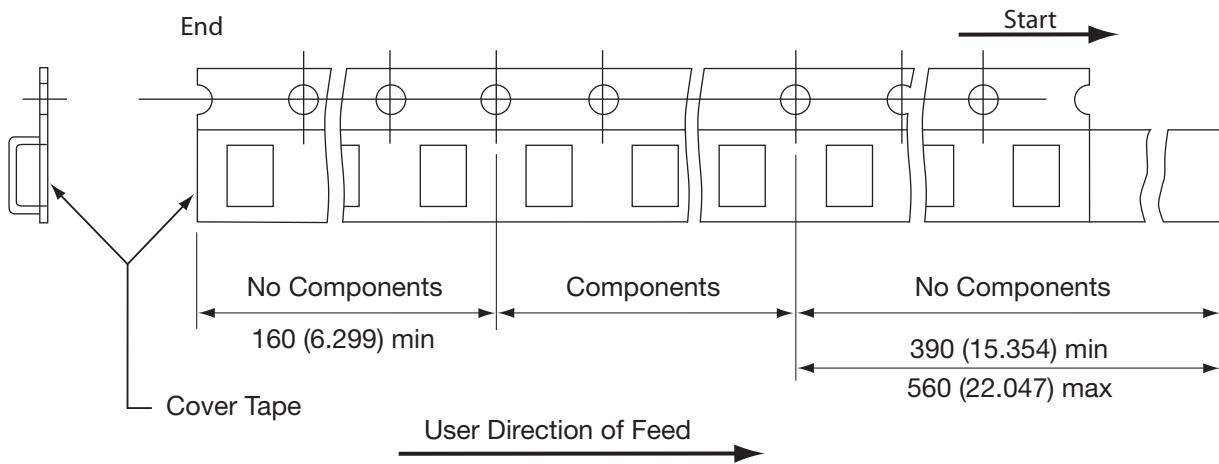 End
Start
No Components
Components
No Components
160 (6.299) min
390 (15.354) min
560 (22.047) max
Cover Tape
User Direction of Feed